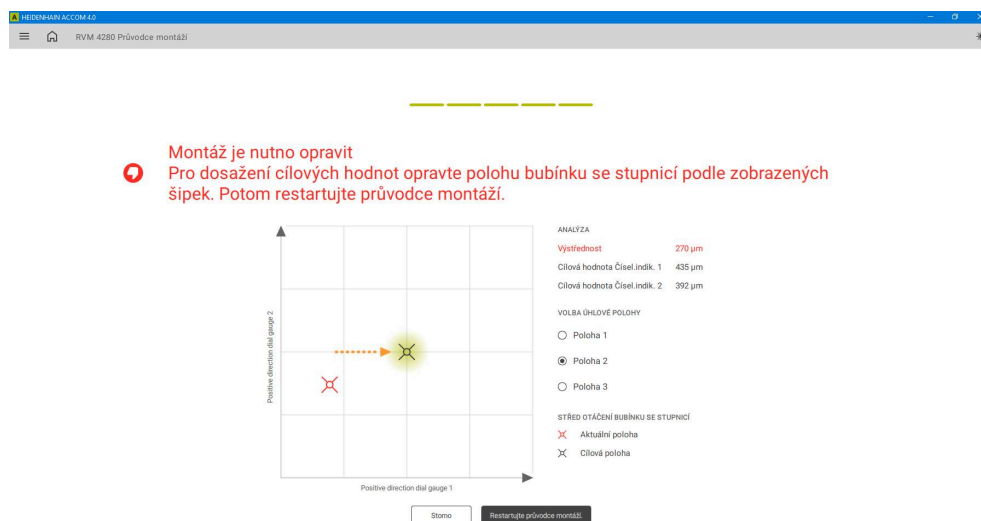 HEIDENHAIN ACCOM 4.0
RVM 4280 Průvodce montáží
Montáž je nutno opravit
Pro dosažení cílových hodnot opravte polohu bubínku se stupnicí podle zobrazených
šipek. Potom restartujte průvodce montáží.
Positive direction dial gauge 2
Positive direction dial gauge 1
ANALÝZA
Výstřednost 270 µm
Cílová hodnota Čísel.indik. 1 435 µm
Cílová hodnota Čísel.indik. 2 392 µm
VOLBA ÚHLOVÉ POLOHY
Poloha 1
Poloha 2
Poloha 3
STŘED OTÁČENÍ BUBÍNKU SE STUPNICÍ
Aktuální poloha
Cílová poloha
Storno
Restartujte průvodce montáží.